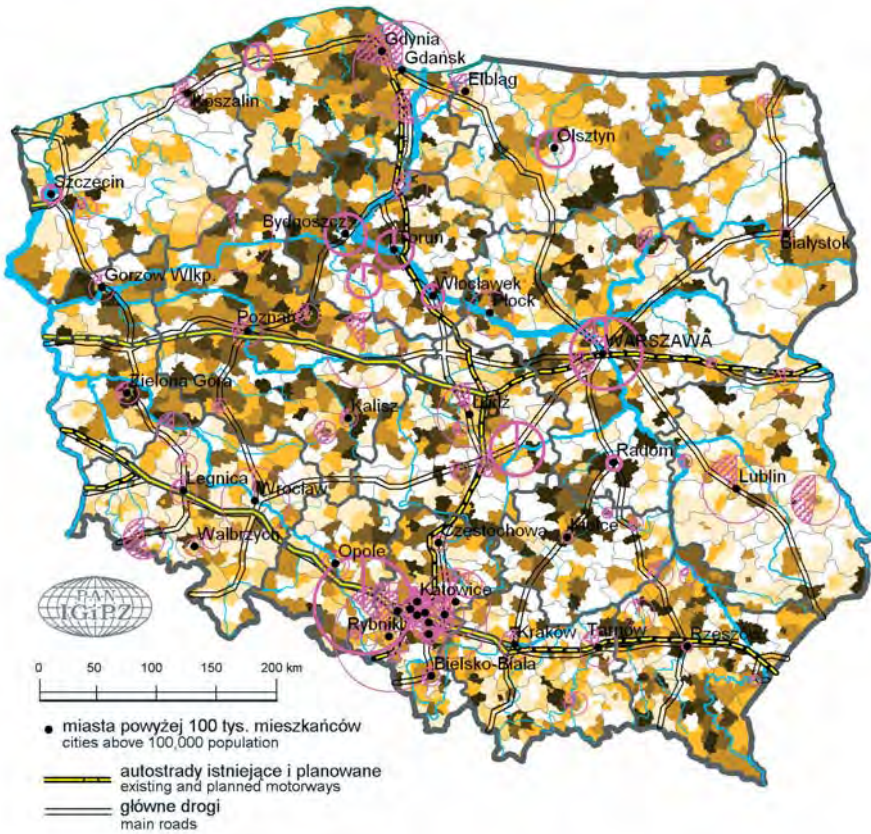 Gdynia
Gdańsk
Koszalin
Elbląg
Olsztyn
Szczecin
Bydgoszcz
Toruń
Białystok
Gorzów Wlkp.
Włocławek
Płock
Poznań
WARSZAWA
Zielona Góra
Kalisz
Łódź
Radom
Lublin
Legnica
Wrocław
Wałbrzych
Częstochowa
Kielce
Opole
PAN
IGiPZ
Katowice
Rybnik
Kraków
Tarnów
Rzeszów
Bielsko-Biała
0 50 100 150 200 km
miasta powyżej 100 tys. mieszkańców
cities above 100,000 population
autostrady istniejące i planowane
existing and planned motorways
główne drogi
main roads